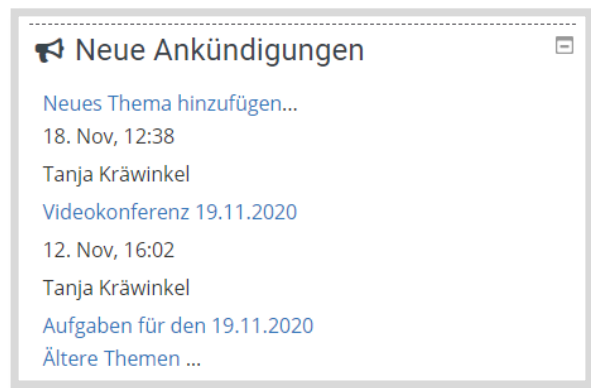 Neue Ankündigungen
Neues Thema hinzufügen...
18. Nov, 12:38
Tanja Kräwinkel
Videokonferenz 19.11.2020
12. Nov, 16:02
Tanja Kräwinkel
Aufgaben für den 19.11.2020
Ältere Themen ...